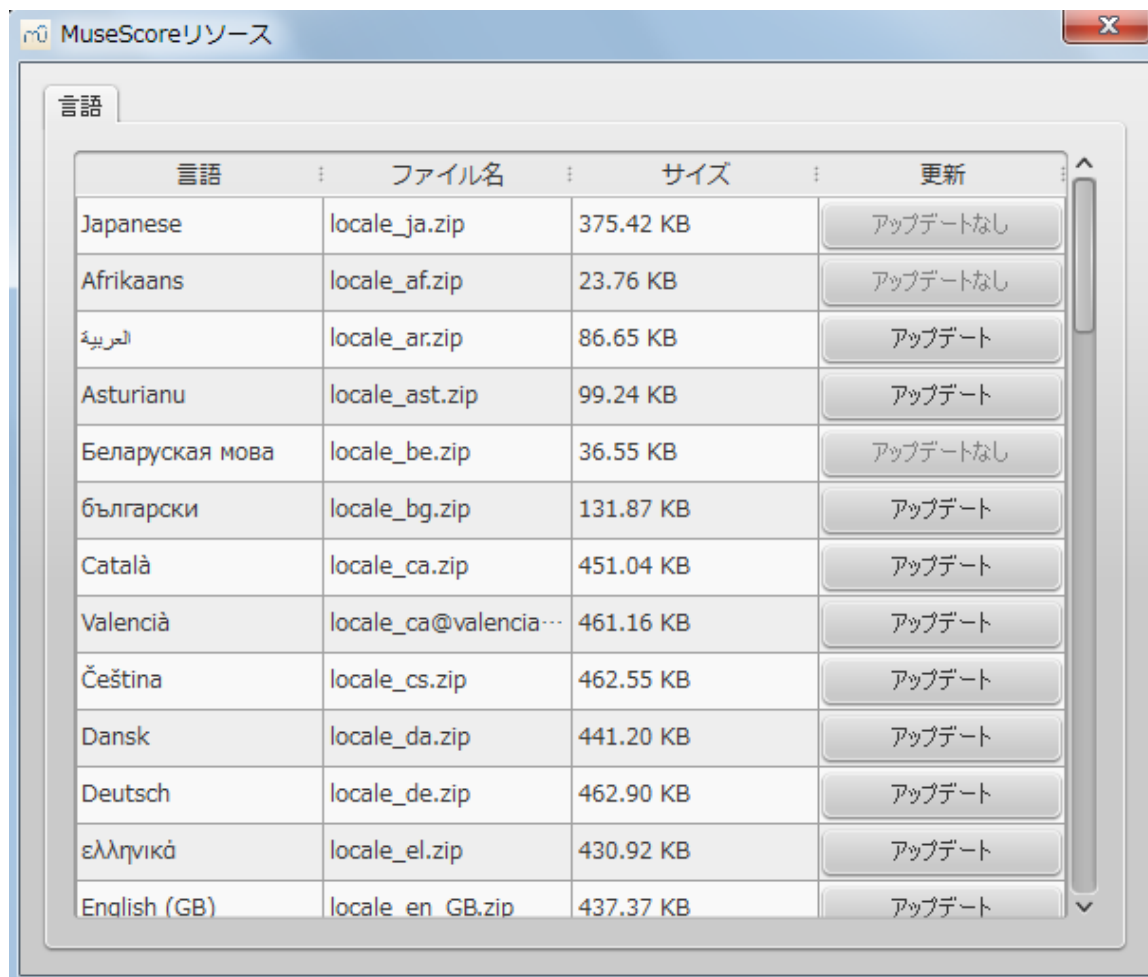 MuseScoreリソース
言語
言語 ファイル名 サイズ 更新
Japanese locale_ja.zip 375.42 KB アップデートなし
Afrikaans locale_af.zip 23.76 KB アップデートなし
العربية locale_ar.zip 86.65 KB アップデート
Asturianu locale_ast.zip 99.24 KB アップデート
Беларуская мова locale_be.zip 36.55 KB アップデートなし
български locale_bg.zip 131.87 KB アップデート
Català locale_ca.zip 451.04 KB アップデート
Valencià locale_ca@valencia… 461.16 KB アップデート
Čeština locale_cs.zip 462.55 KB アップデート
Dansk locale_da.zip 441.20 KB アップデート
Deutsch locale_de.zip 462.90 KB アップデート
ελληνικά locale_el.zip 430.92 KB アップデート
English (GB) locale_en_GB.zip 437.37 KB アップデート